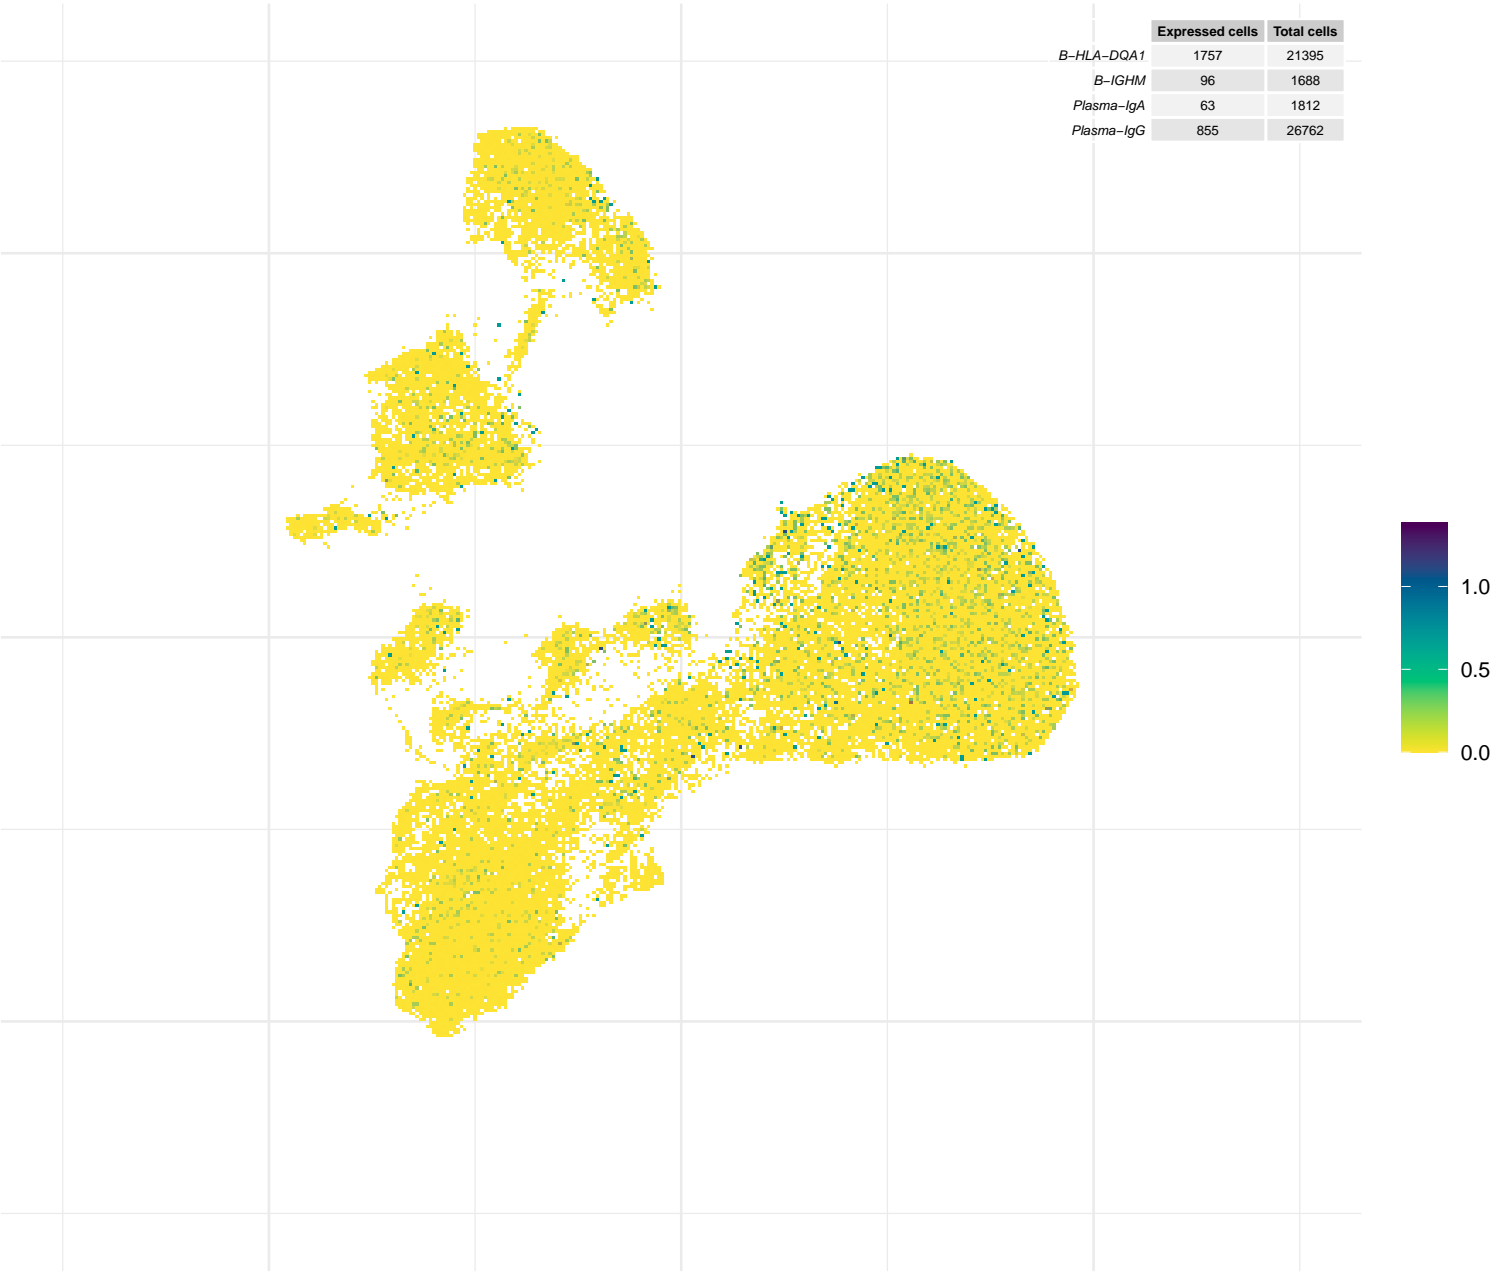 Expressed cells Total cells
B−HLA−DQA1 1757 21395
B−IGHM 96 1688
Plasma−IgA 63 1812
Plasma−IgG 855 26762
1.0
0.5
0.0